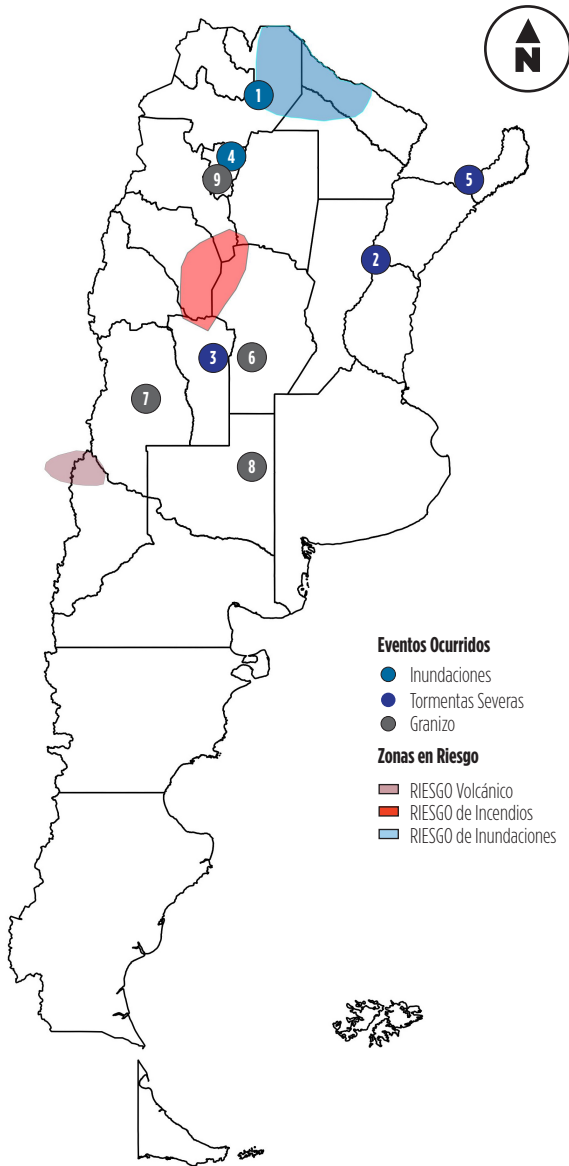 N
1
4
9
5
2
3
6
7
8
Eventos Ocurridos
Inundaciones
Tormentas Severas
Granizo
Zonas en Riesgo
RIESGO Volcánico
RIESGO de Incendios
RIESGO de Inundaciones